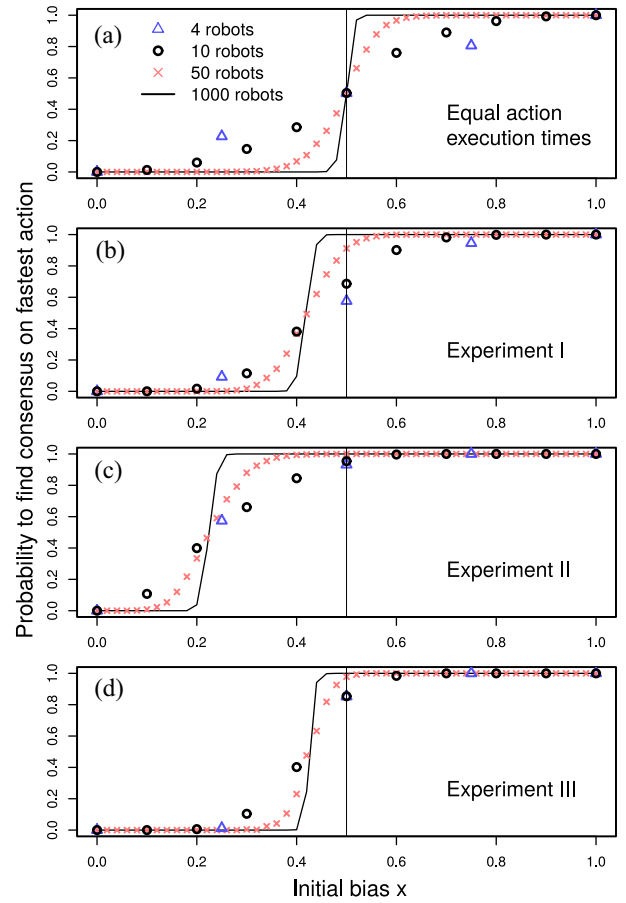 Probability to find consensus on fastest action
(a)
4 robots
10 robots
50 robots
1000 robots
Equal action
execution times
0.0 0.2 0.4 0.6 0.8 1.0
0.0 0.2 0.4 0.6 0.8 1.0
(b)
Experiment I
0.0 0.2 0.4 0.6 0.8 1.0
0.0 0.2 0.4 0.6 0.8 1.0
(c)
Experiment II
0.0 0.2 0.4 0.6 0.8 1.0
0.0 0.2 0.4 0.6 0.8 1.0
(d)
Experiment III
0.0 0.2 0.4 0.6 0.8 1.0
0.0 0.2 0.4 0.6 0.8 1.0
Initial bias x